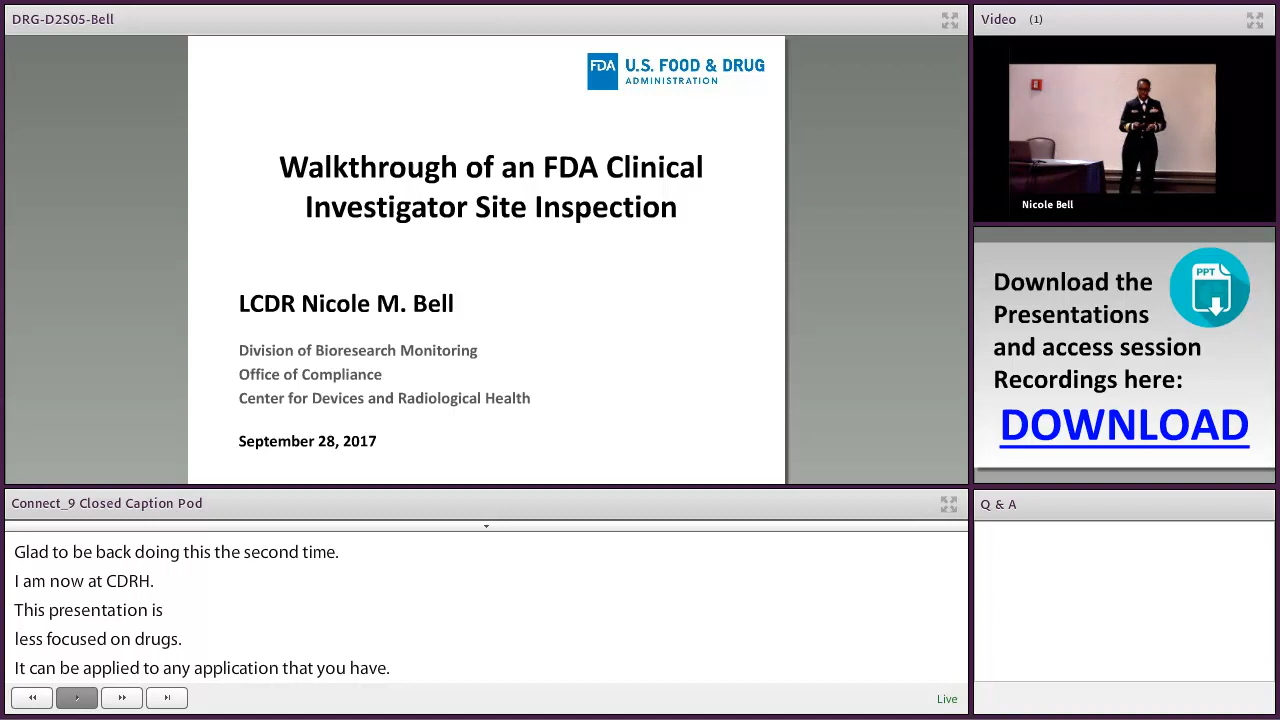 DRG-D2S05-Bell
FDA U.S. FOOD & DRUG
ADMINISTRATION
Walkthrough of an FDA Clinical
Investigator Site Inspection
LCDR Nicole M. Bell
Division of Bioresearch Monitoring
Office of Compliance
Center for Devices and Radiological Health
September 28, 2017
Video (1)
Nicole Bell
PPT
Download the
Presentations
and access session
Recordings here:
DOWNLOAD
Connect_9 Closed Caption Pod
Glad to be back doing this the second time.
I am now at CDRH.
This presentation is
less focused on drugs.
It can be applied to any application that you have.
Live
Q & A